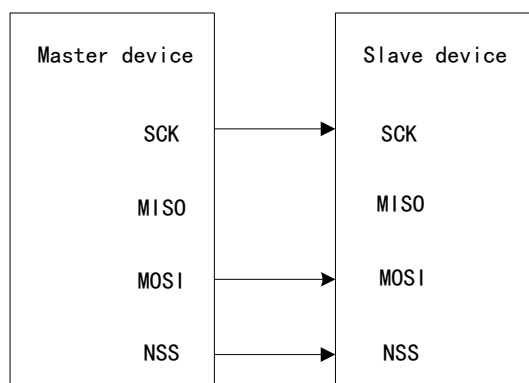 Master device
SCK
MISO
MOSI
NSS
Slave device
SCK
MISO
MOSI
NSS